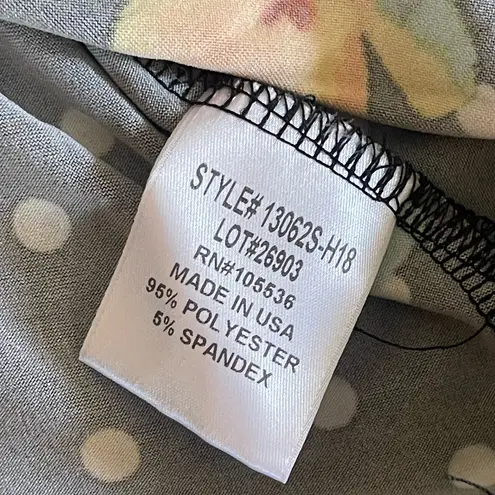 STYLE# 13062S-H18
LOT#26903
RN#105536
MADE IN USA
95% POLYESTER
5% SPANDEX